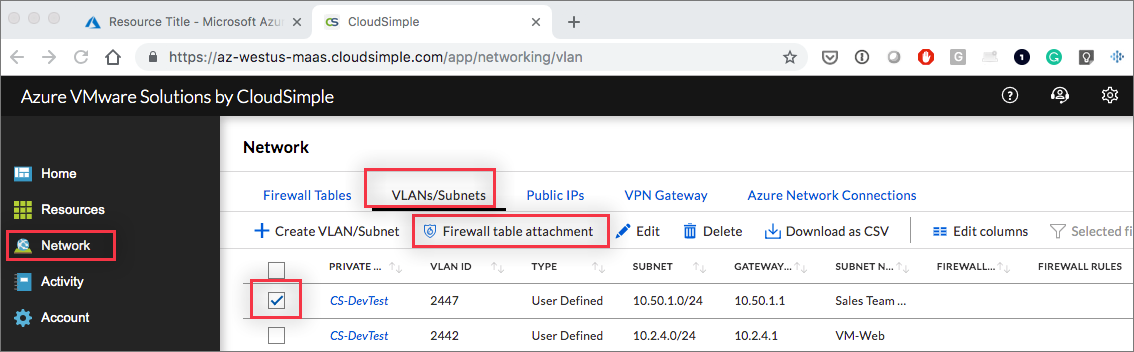 Resource Title - Microsoft Azu
CloudSimple
https://az-westus-maas.cloudsimple.com/app/networking/vlan
Azure VMware Solutions by CloudSimple
Home
Resources
Network
Activity
Account
Network
Firewall Tables VLANs/Subnets Public IPs VPN Gateway Azure Network Connections
Create VLAN/Subnet Firewall table attachment Edit Delete Download as CSV Edit columns Selected fi
PRIVATE ... VLAN ID TYPE SUBNET GATEWAY... SUBNET N... FIREWALL... FIREWALL RULES
CS-DevTest 2447 User Defined 10.50.1.0/24 10.50.1.1 Sales Team ...
CS-DevTest 2442 User Defined 10.2.4.0/24 10.2.4.1 VM-Web